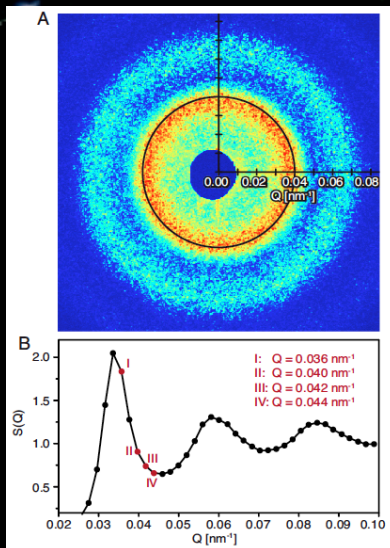 A
0.00 0.02 0.04 0.06 0.08
Q [nm⁻¹]
B
2.0
1.5
1.0
0.5
S(Q)
I
II
III
IV
I: Q = 0.036 nm⁻¹
II: Q = 0.040 nm⁻¹
III: Q = 0.042 nm⁻¹
IV: Q = 0.044 nm⁻¹
0.02 0.03 0.04 0.05 0.06 0.07 0.08 0.09 0.10
Q [nm⁻¹]